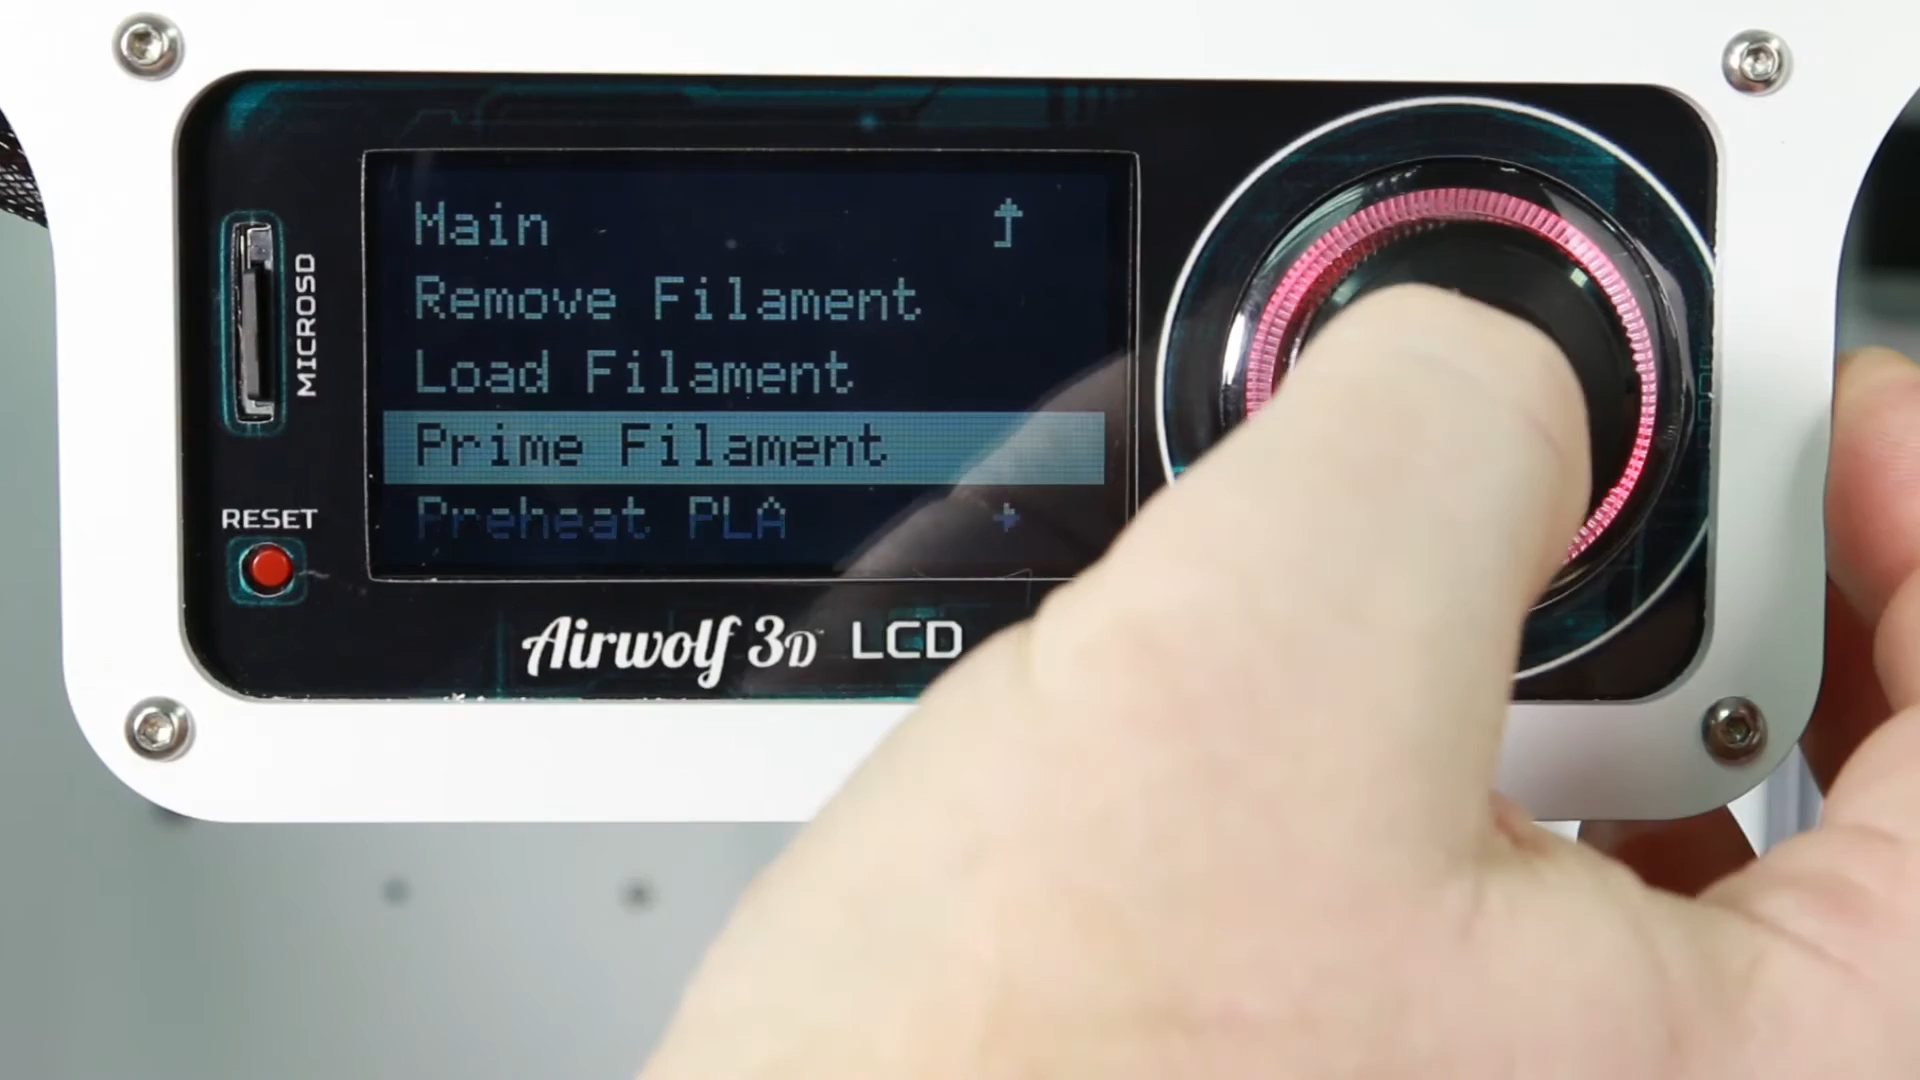 Main
Remove Filament
Load Filament
Prime Filament
Preheat PLA
MICROSD
RESET
Airwolf 3D LCD